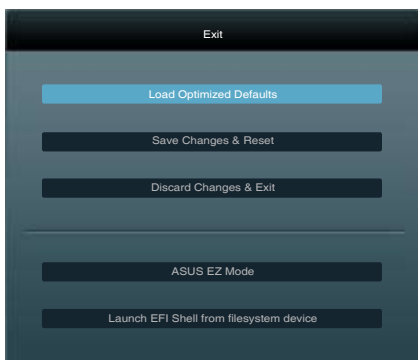 Exit
Load Optimized Defaults
Save Changes & Reset
Discard Changes & Exit
ASUS EZ Mode
Launch EFI Shell from filesystem device